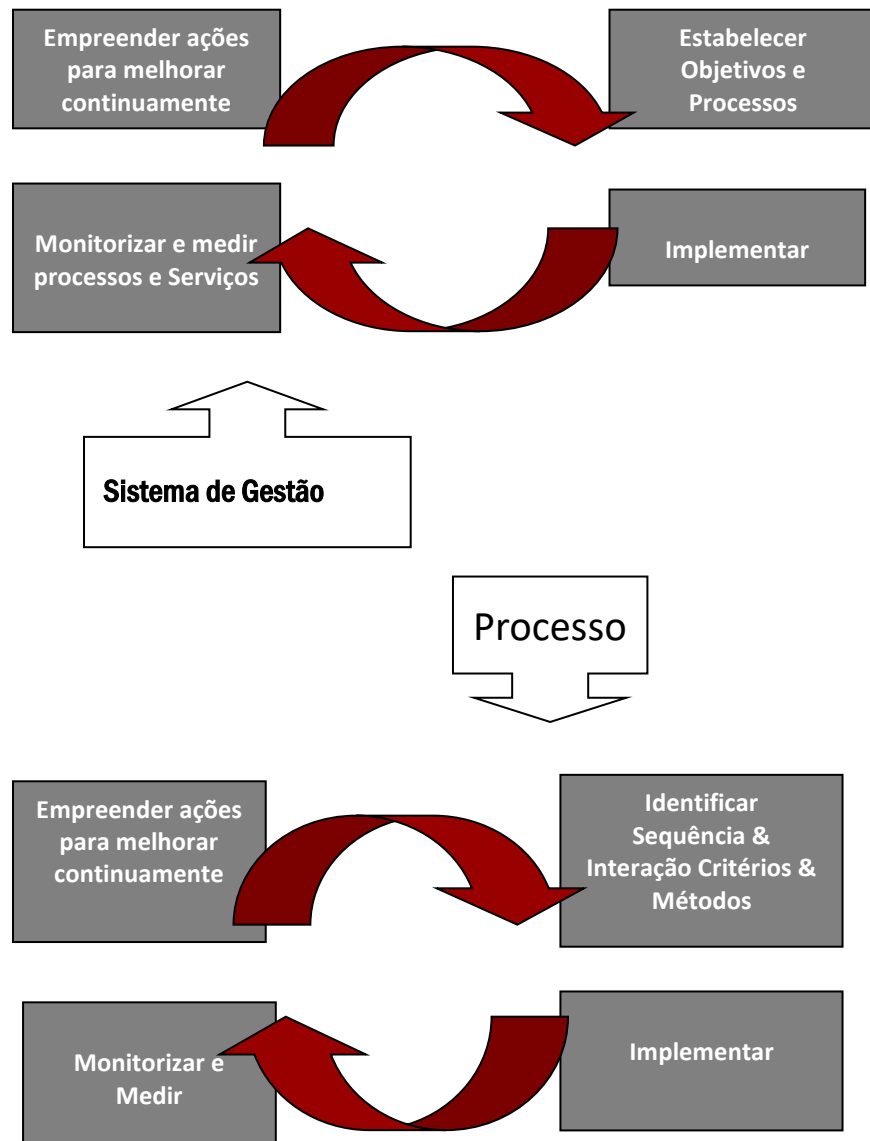 Empreender ações
para melhorar
continuamente
Estabelecer
Objetivos e
Processos
Monitorizar e medir
processos e Serviços
Implementar
Sistema de Gestão
Processo
Empreender ações
para melhorar
continuamente
Identificar
Sequência &
Interação Critérios &
Métodos
Monitorizar e
Medir
Implementar